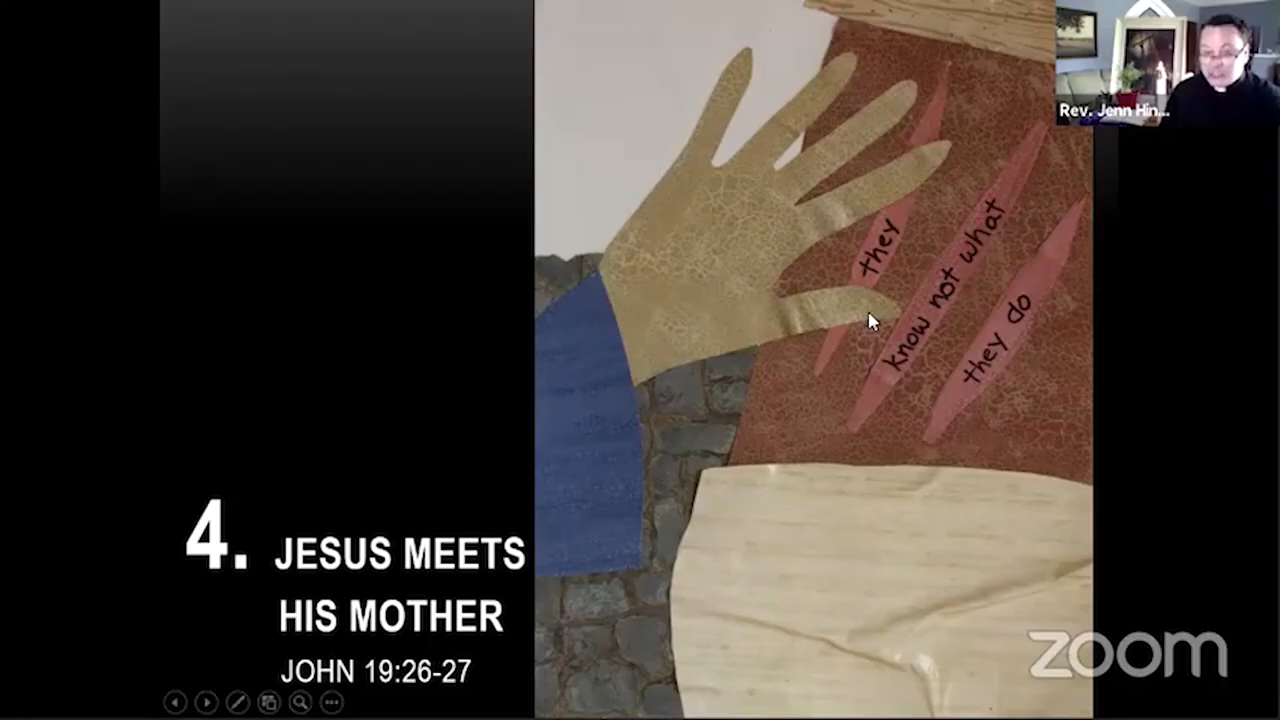 4. JESUS MEETS
HIS MOTHER
JOHN 19:26-27
they
know not what
they do
Rev. Jenn Hin...
zoom